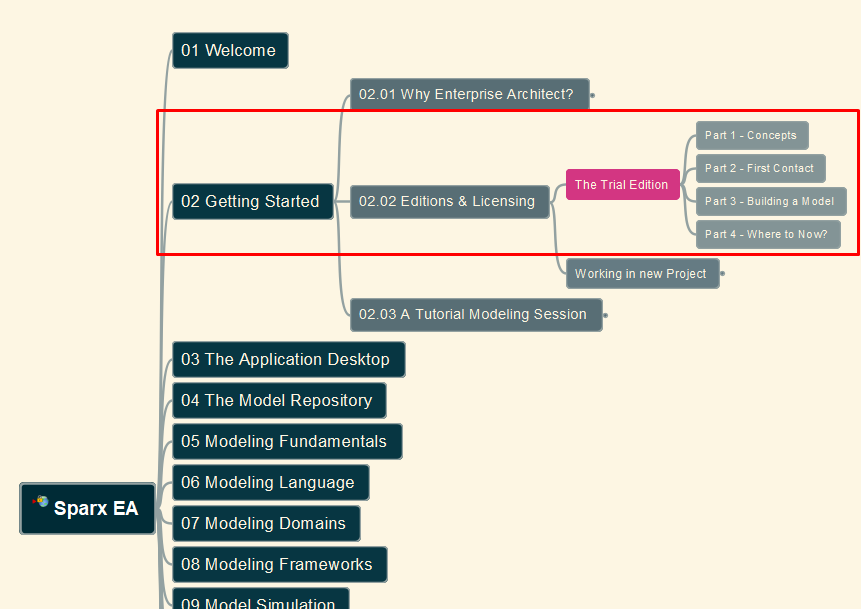 01 Welcome
02.01 Why Enterprise Architect?
Part 1 - Concepts
Part 2 - First Contact
The Trial Edition
02 Getting Started
02.02 Editions & Licensing
Part 3 - Building a Model
Part 4 - Where to Now?
Working in new Project
02.03 A Tutorial Modeling Session
03 The Application Desktop
04 The Model Repository
05 Modeling Fundamentals
06 Modeling Language
Sparx EA
07 Modeling Domains
08 Modeling Frameworks
09 Model Simulation